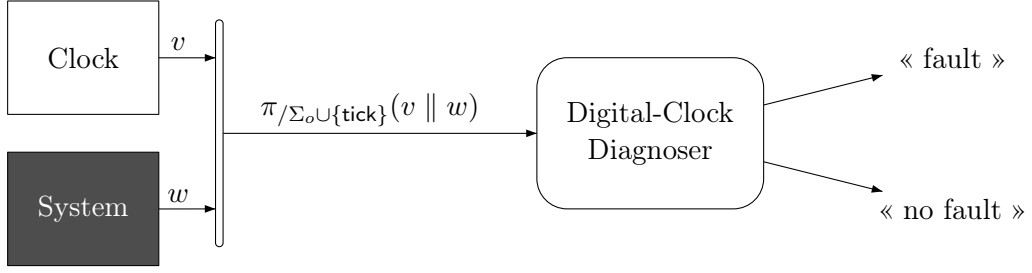 Clock
v
System
w
π/Σₒ∪{tick}(v ∥ w)
Digital-Clock
Diagnoser
« fault »
« no fault »